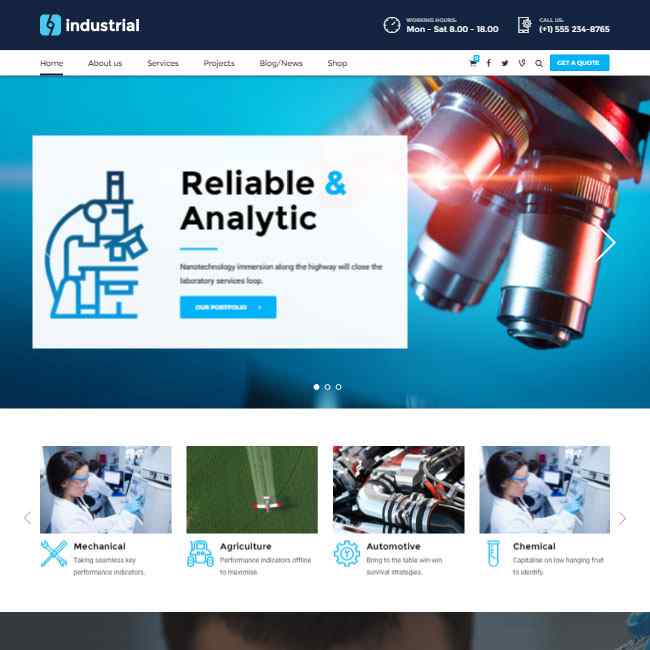 industrial
WORKING HOURS:
Mon - Sat 8.00 - 18.00
CALL US:
(+1) 555 234-8765
Home
About us
Services
Projects
Blog/News
Shop
GET A QUOTE
Reliable &
Analytic
Nanotechnology immersion along the highway will close the
laboratory services loop.
OUR PORTFOLIO
Mechanical
Taking seamless key
performance indicators.
Agriculture
Performance indicators offline
to maximise.
Automotive
Bring to the table win win
survival strategies.
Chemical
Capitalise on low hanging fruit
to identify.